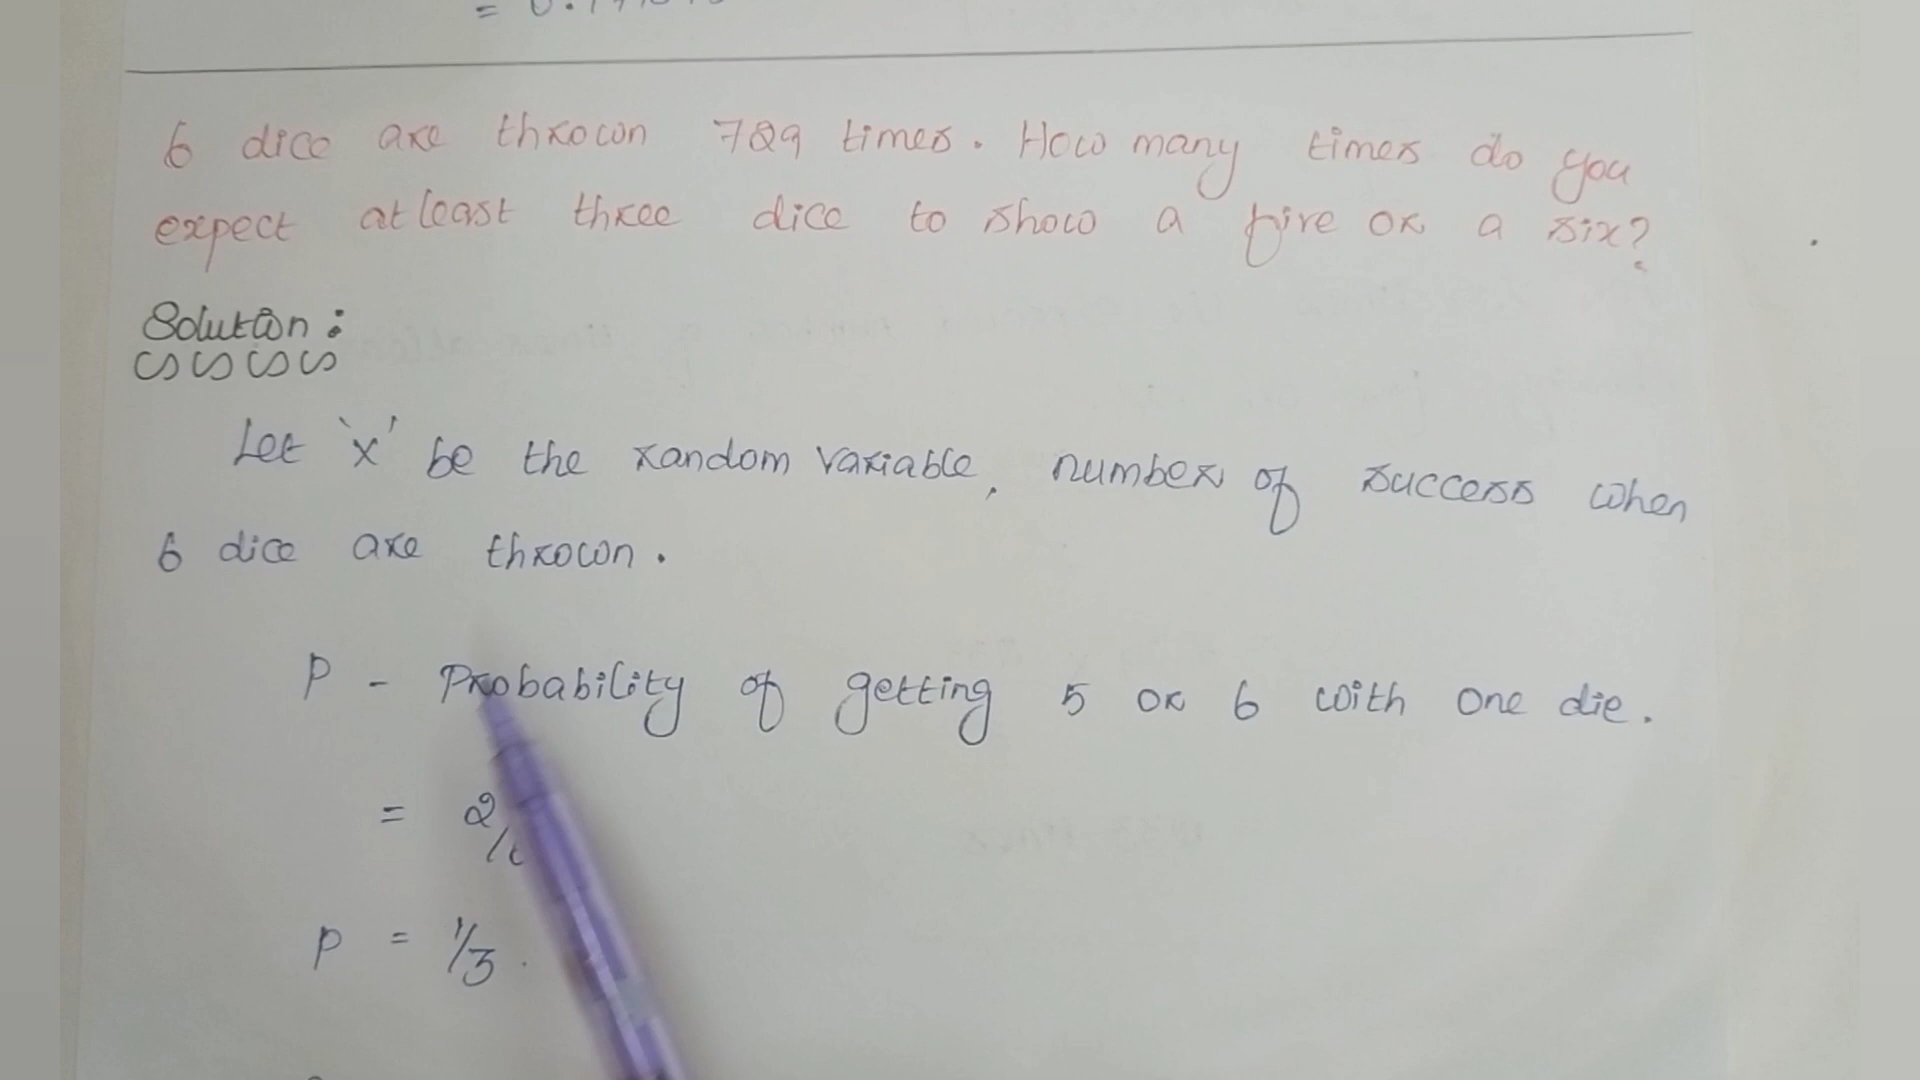 6 dice are thrown 729 times. How many times do you
expect atleast three dice to show a five or a six?
Solution :
Let 'x' be the random variable, number of success when
6 dice are thrown.
P - Probability of getting 5 or 6 with one die.
= 2/
P = 1/3.